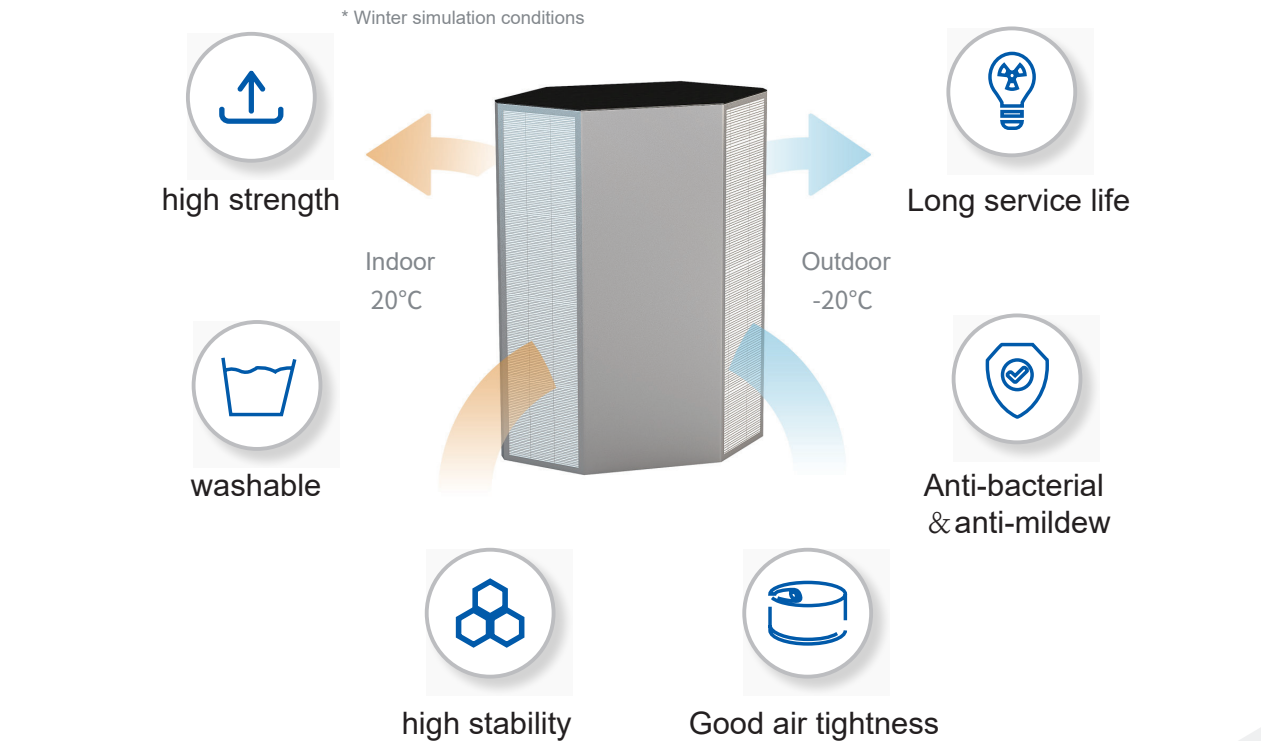 * Winter simulation conditions
high strength
Long service life
Indoor
20°C
Outdoor
-20°C
washable
Anti-bacterial
&anti-mildew
high stability
Good air tightness